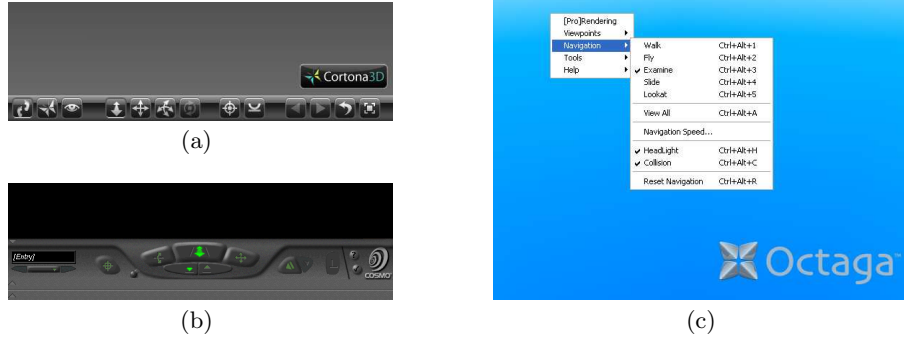 Cortona3D
(a)
[Entry]
COSMO
(b)
[Pro]Rendering
Viewpoints
Navigation
Tools
Help
Walk Ctrl+Alt+1
Fly Ctrl+Alt+2
Examine Ctrl+Alt+3
Slide Ctrl+Alt+4
Lookat Ctrl+Alt+5
View All Ctrl+Alt+A
Navigation Speed...
HeadLight Ctrl+Alt+H
Collision Ctrl+Alt+C
Reset Navigation Ctrl+Alt+R
Octaga
(c)